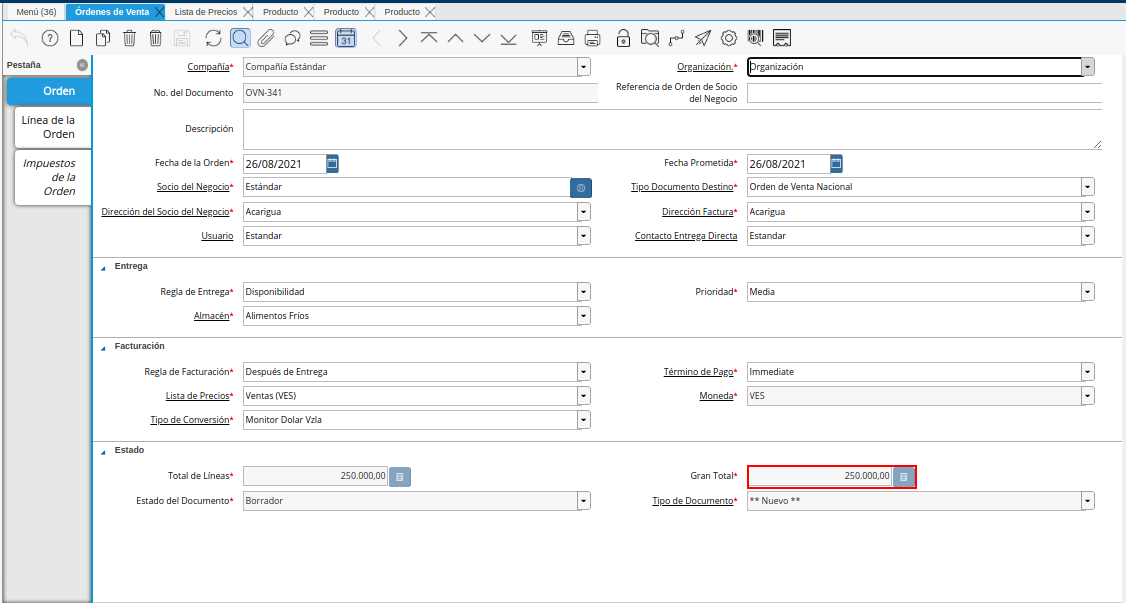 Menú (36) Órdenes de Venta Lista de Precios Producto Producto Producto
31
Pestaña
Orden
Línea de la
Orden
Impuestos
de la
Orden
Compañía* Compañía Estándar Organización.* Organización
No. del Documento OVN-341 Referencia de Orden de Socio
del Negocio
Descripción
Fecha de la Orden* 26/08/2021 Fecha Prometida* 26/08/2021
Socio del Negocio* Estándar Tipo Documento Destino* Orden de Venta Nacional
Dirección del Socio del Negocio* Acarigua Dirección Factura* Acarigua
Usuario Estandar Contacto Entrega Directa Estandar
Entrega
Regla de Entrega* Disponibilidad Prioridad* Media
Almacén* Alimentos Fríos
Facturación
Regla de Facturación* Después de Entrega Término de Pago* Immediate
Lista de Precios* Ventas (VES) Moneda* VES
Tipo de Conversión* Monitor Dolar Vzla
Estado
Total de Líneas* 250.000,00 Gran Total* 250.000,00
Estado del Documento* Borrador Tipo de Documento* ** Nuevo **